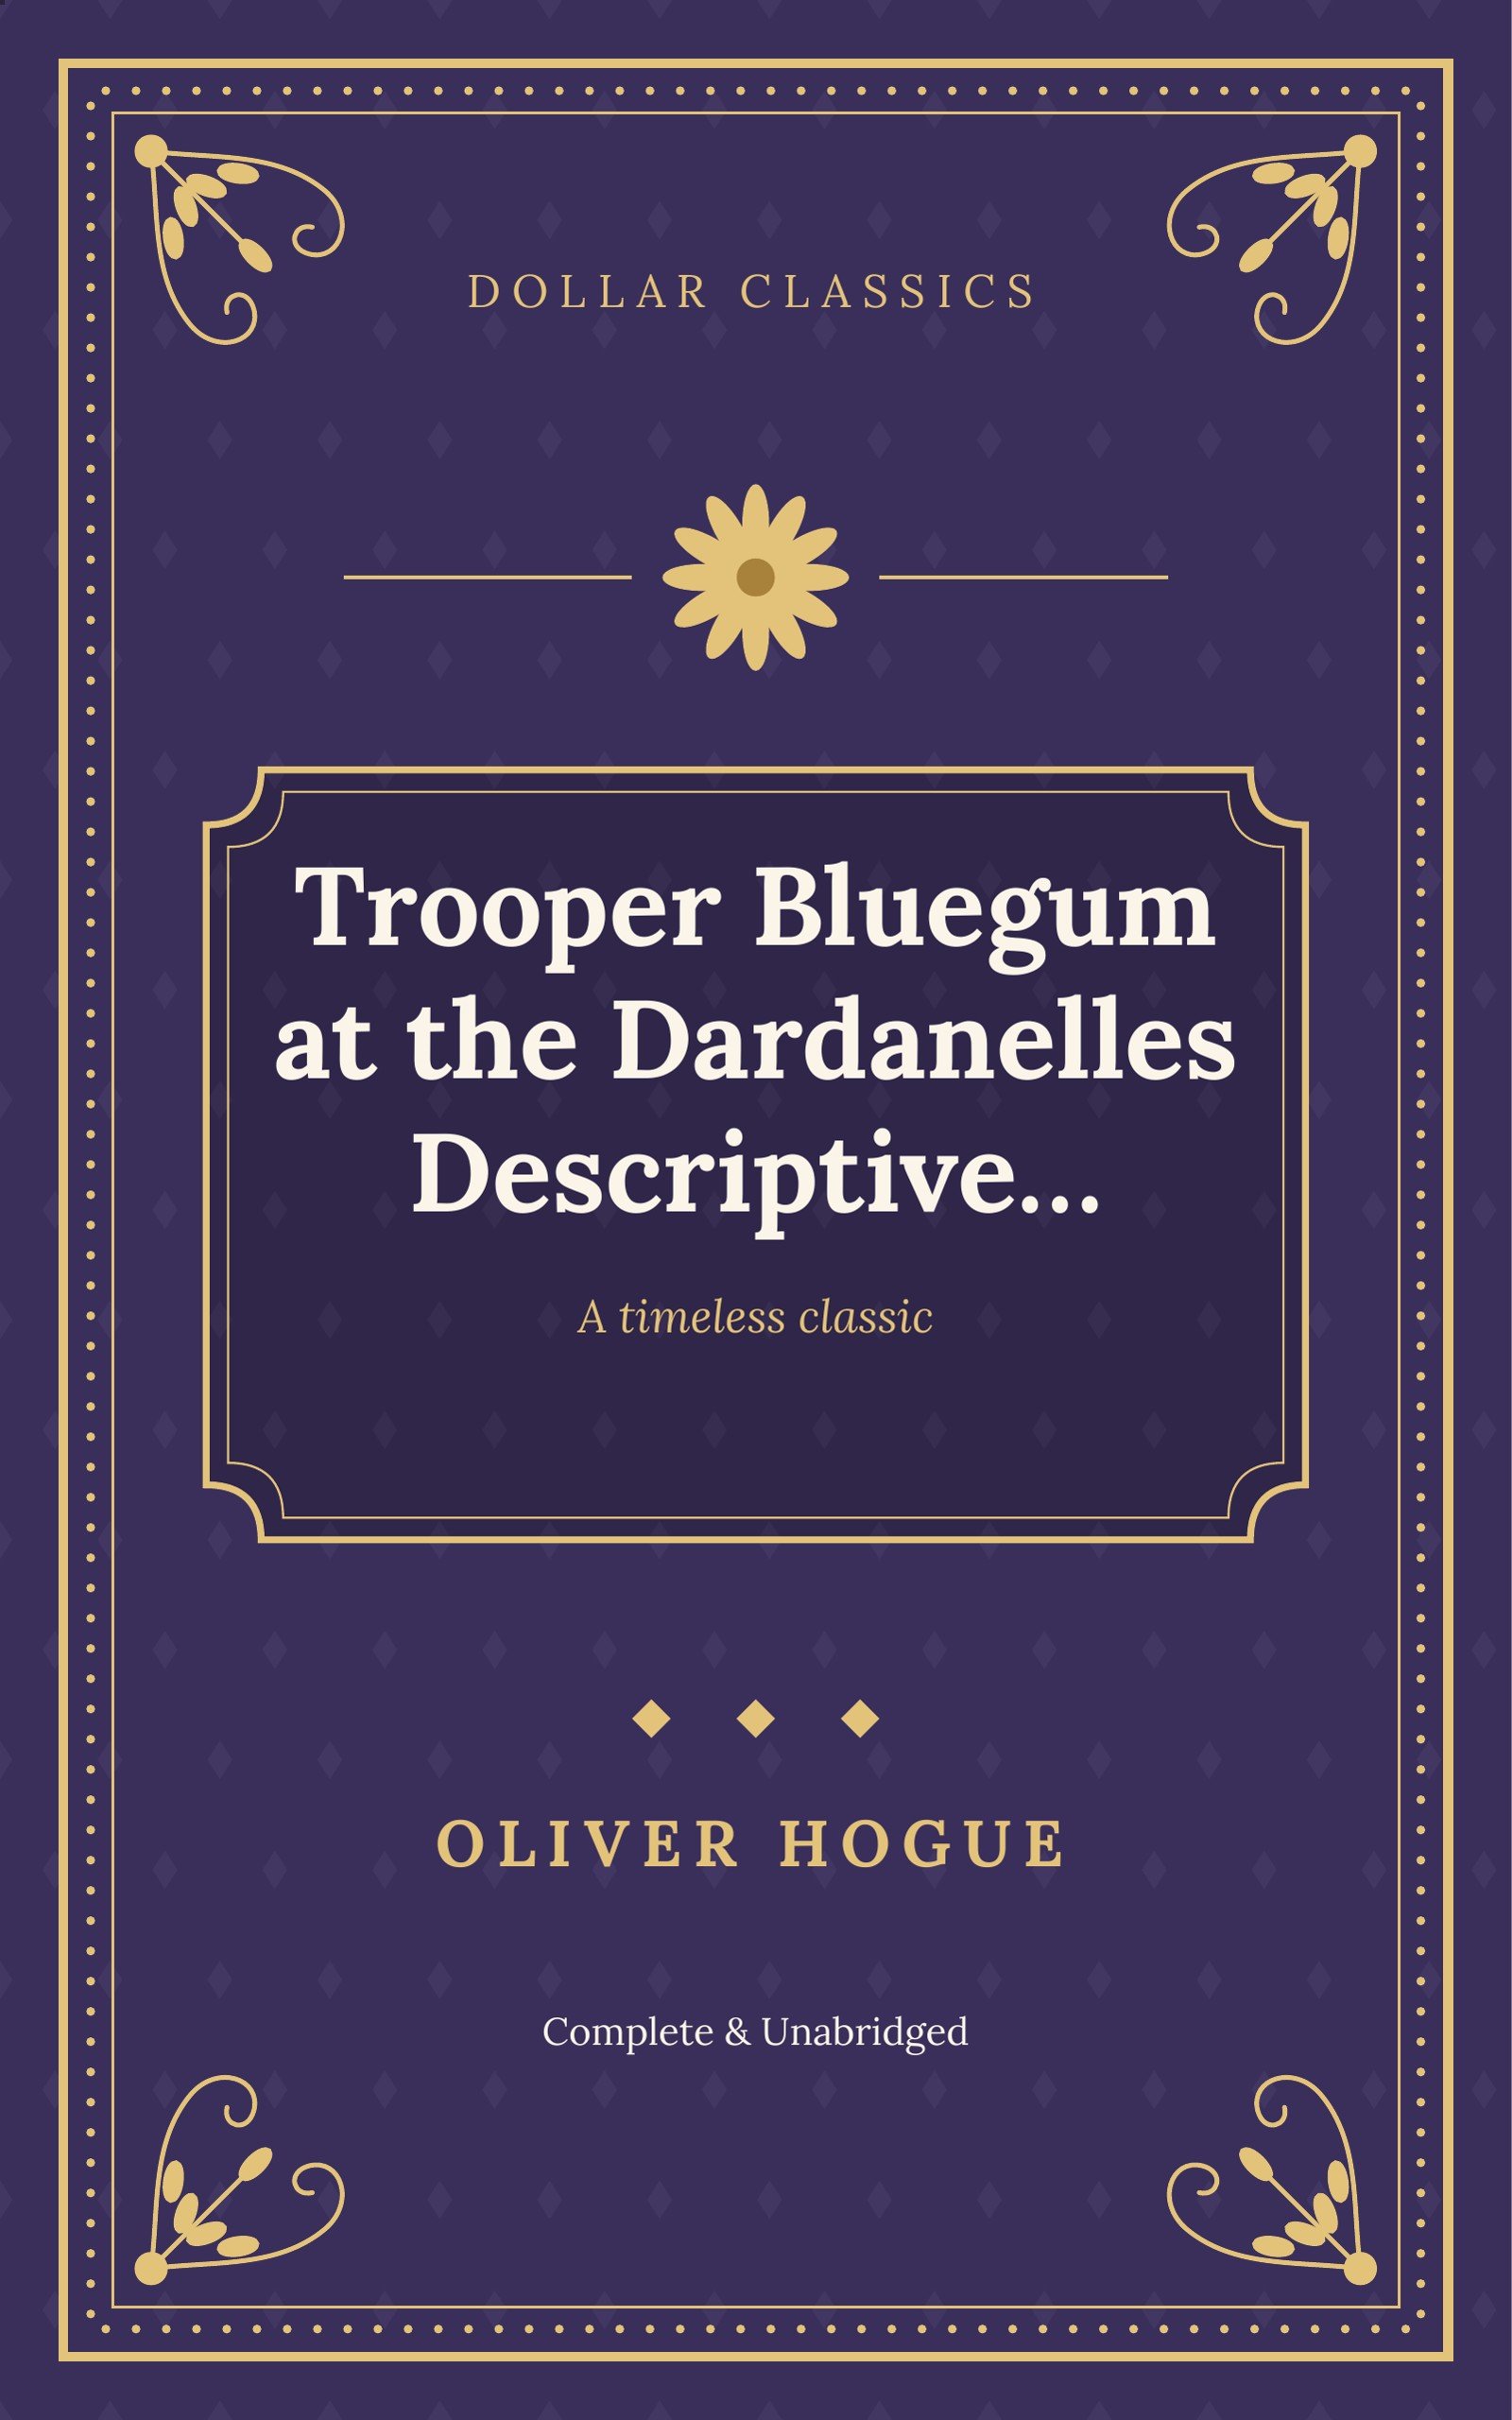 DOLLAR CLASSICS
Trooper Bluegum
at the Dardanelles
Descriptive...
A timeless classic
OLIVER HOGUE
Complete & Unabridged